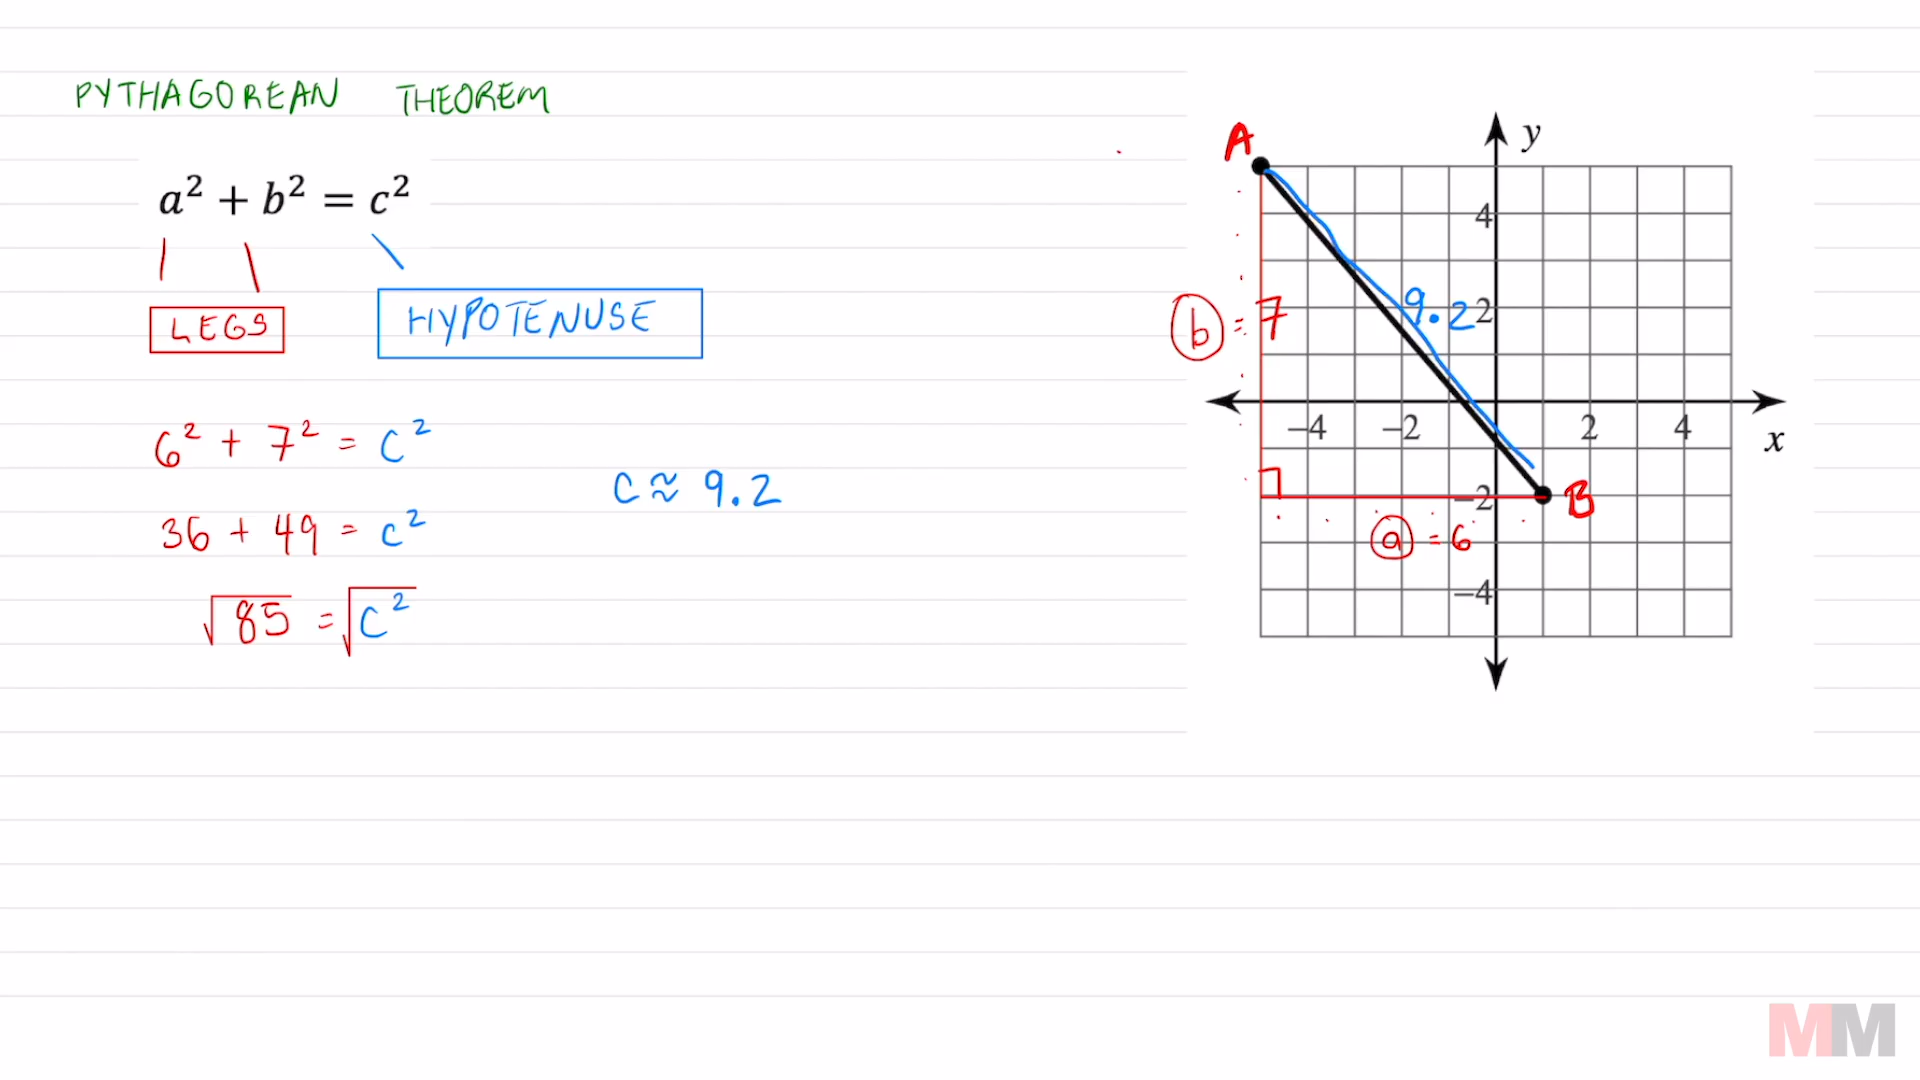 PYTHAGOREAN THEOREM
a² + b² = c²
LEGS
HYPOTENUSE
6² + 7² = c²
36 + 49 = c²
√85 = √c²
c ≈ 9.2
A
y
4
b = 7
9.2
2
−4 −2 2 4
x
−2
B
a = 6
−4
MM